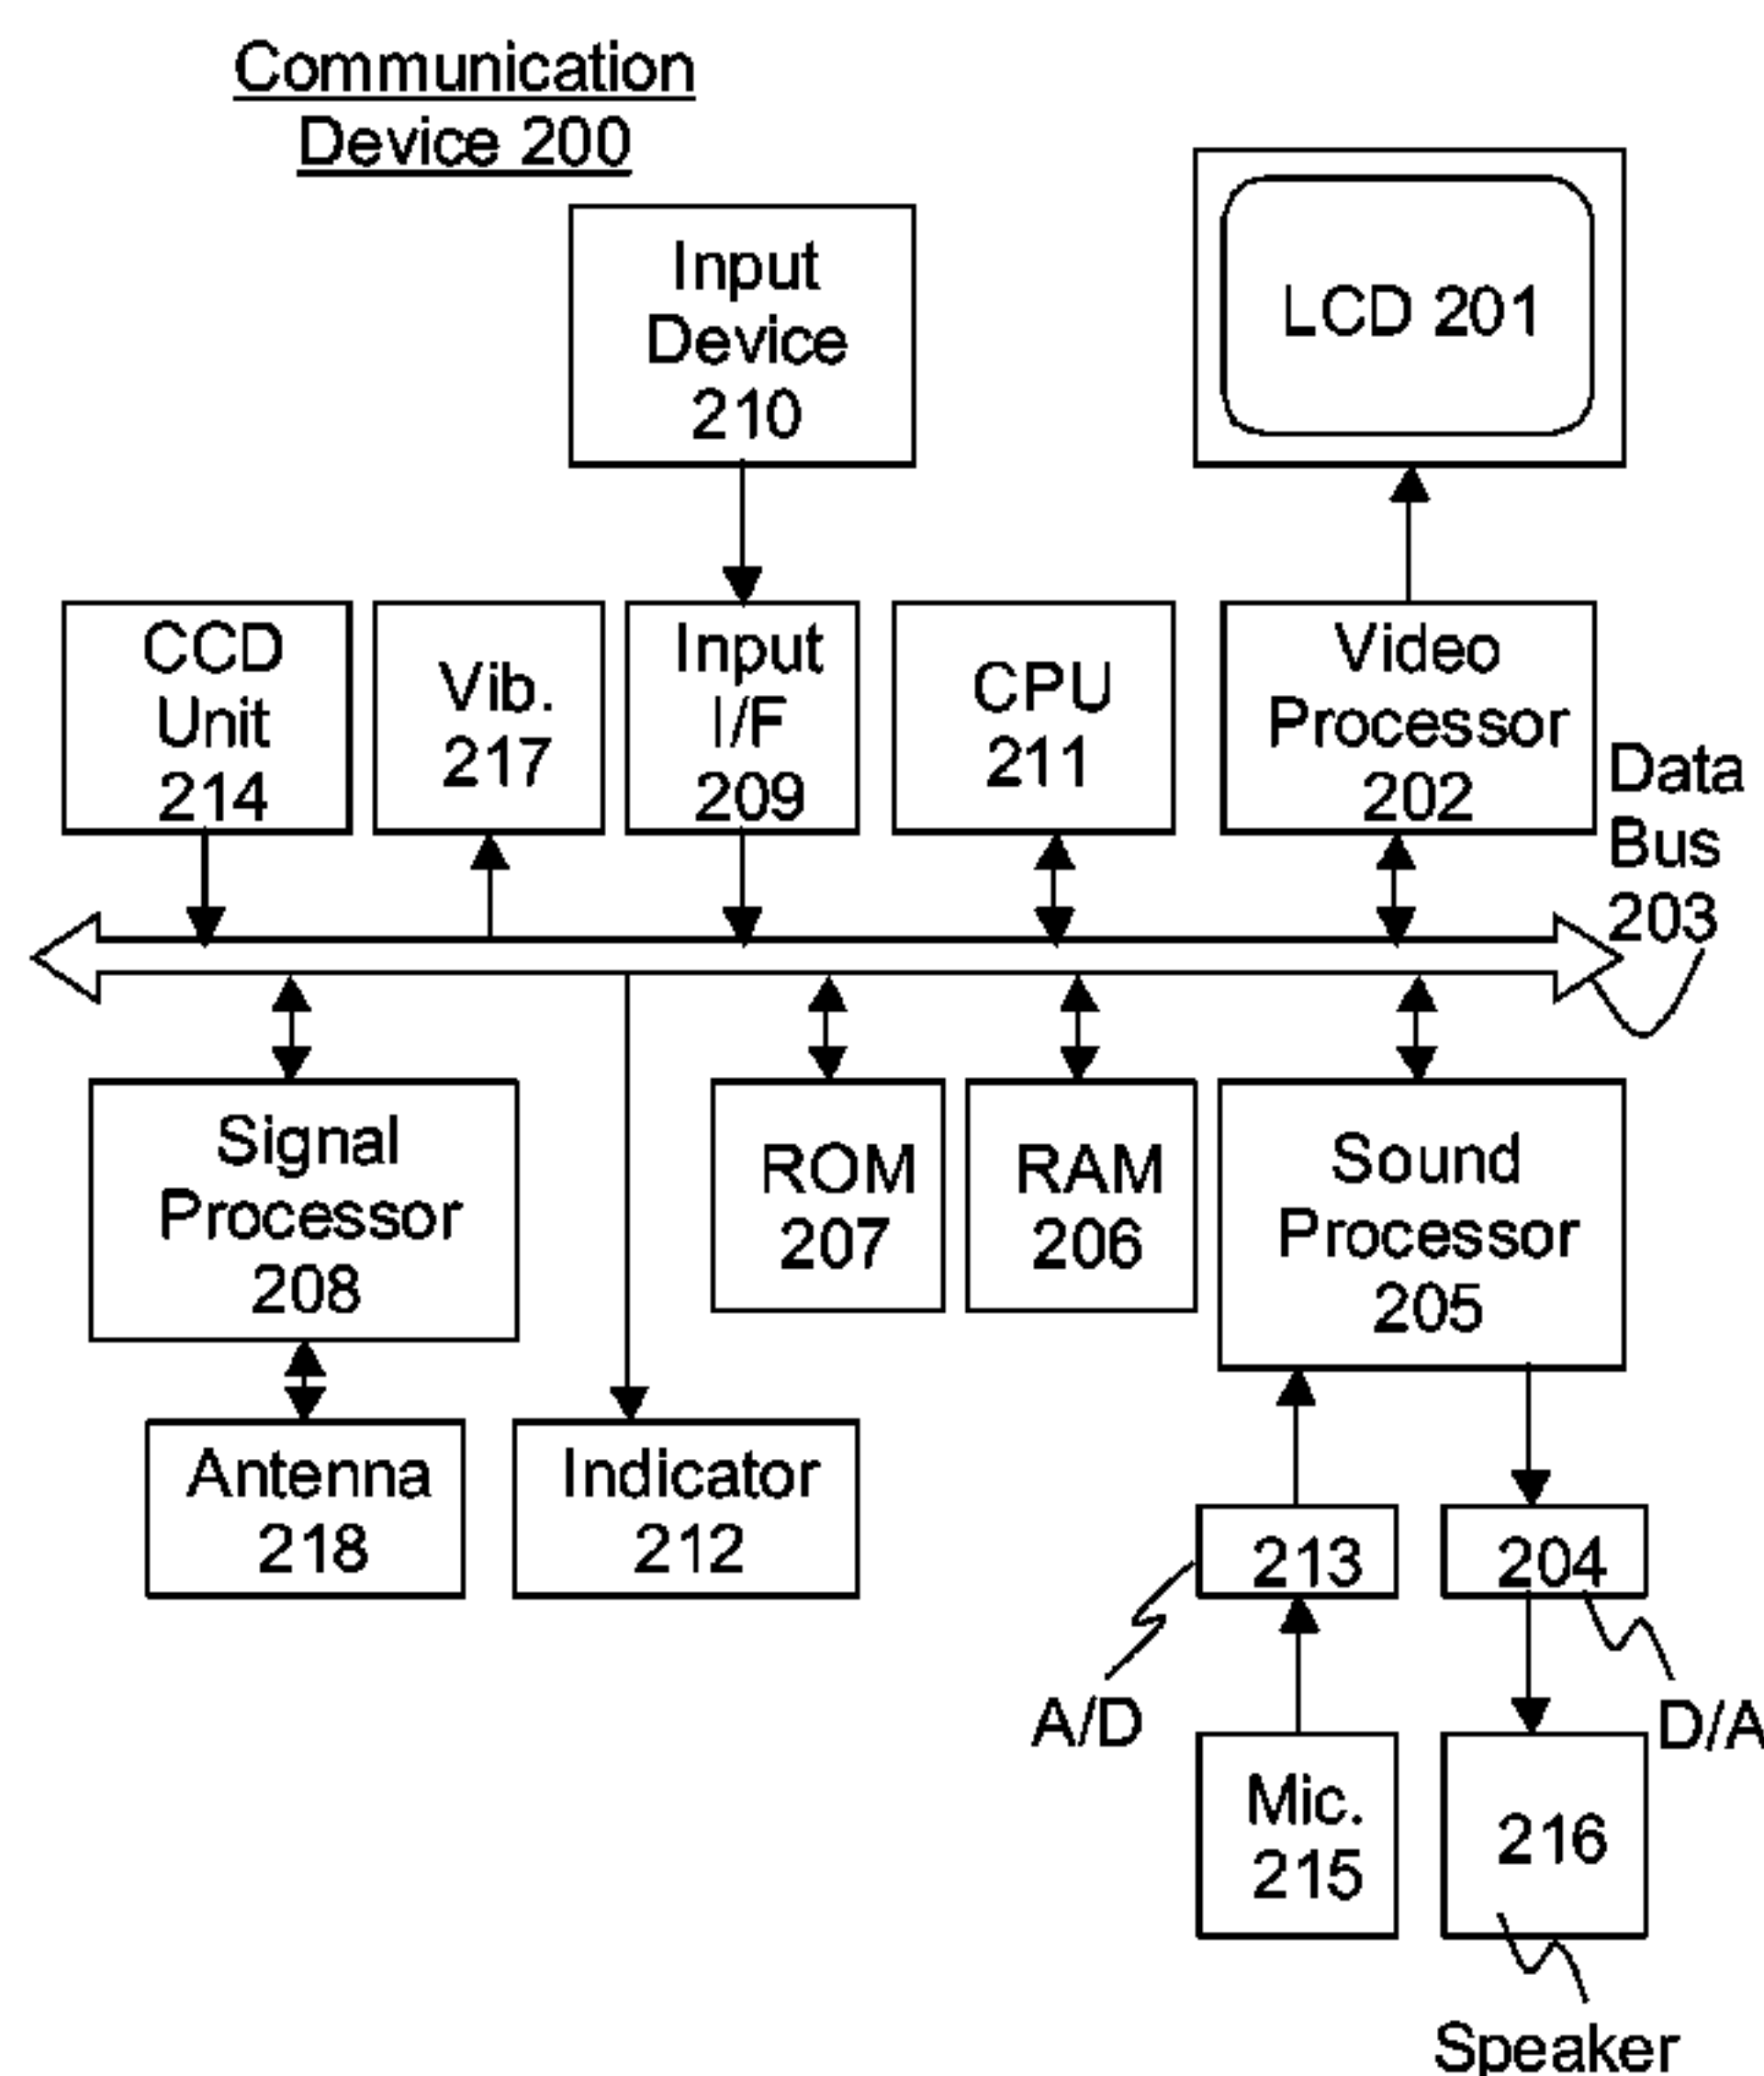 Communication
Device 200
Input
Device
210
LCD 201
CCD
Unit
214
Vib.
217
Input
I/F
209
CPU
211
Video
Processor
202
Data
Bus
203
Signal
Processor
208
ROM
207
RAM
206
Sound
Processor
205
Antenna
218
Indicator
212
213
204
A/D
D/A
Mic.
215
216
Speaker